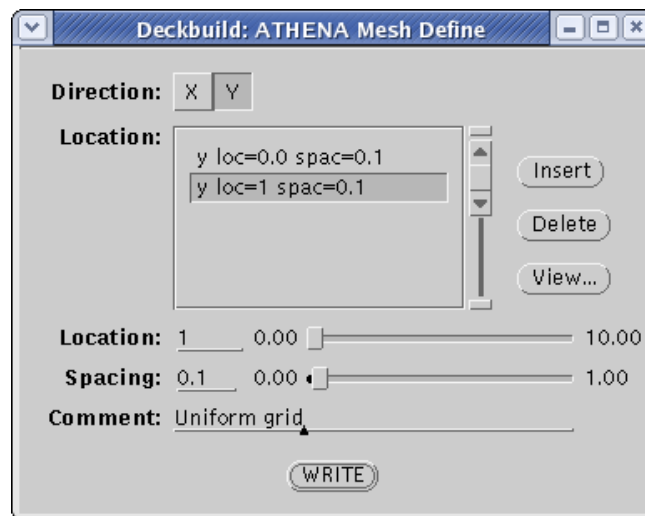 Deckbuild: ATHENA Mesh Define
Direction: X Y
Location:
y loc=0.0 spac=0.1
y loc=1 spac=0.1
Insert
Delete
View...
Location: 1 0.00 10.00
Spacing: 0.1 0.00 1.00
Comment: Uniform grid
WRITE